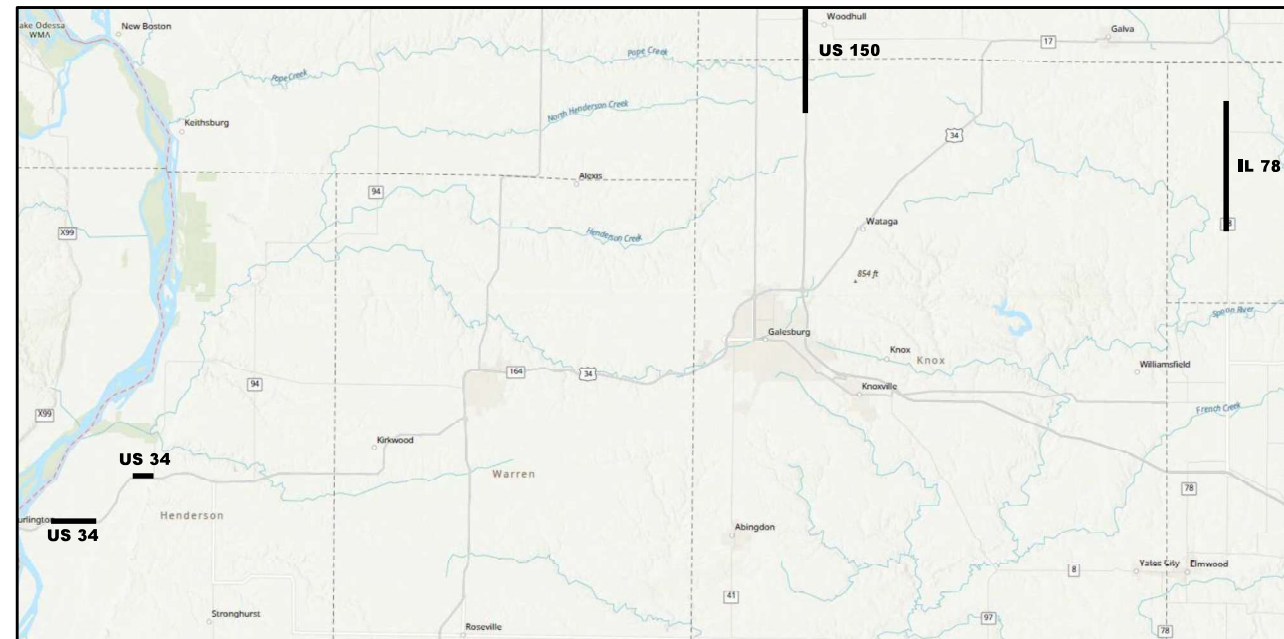 Lake Odessa
WMA
New Boston
Woodhull
Galva
17
US 150
Pope Creek
Pope Creek
North Henderson Creek
Keithsburg
34
IL 78
Alexis
94
Wataga
X99
Henderson Creek
854 ft
Spoon River
Galesburg
Knox
Knox
Williamsfield
164
34
94
Knoxville
X99
French Creek
Kirkwood
US 34
Warren
78
Henderson
urlington
US 34
Abingdon
8
Yates City
Elmwood
41
Stronghurst
97
Roseville
78